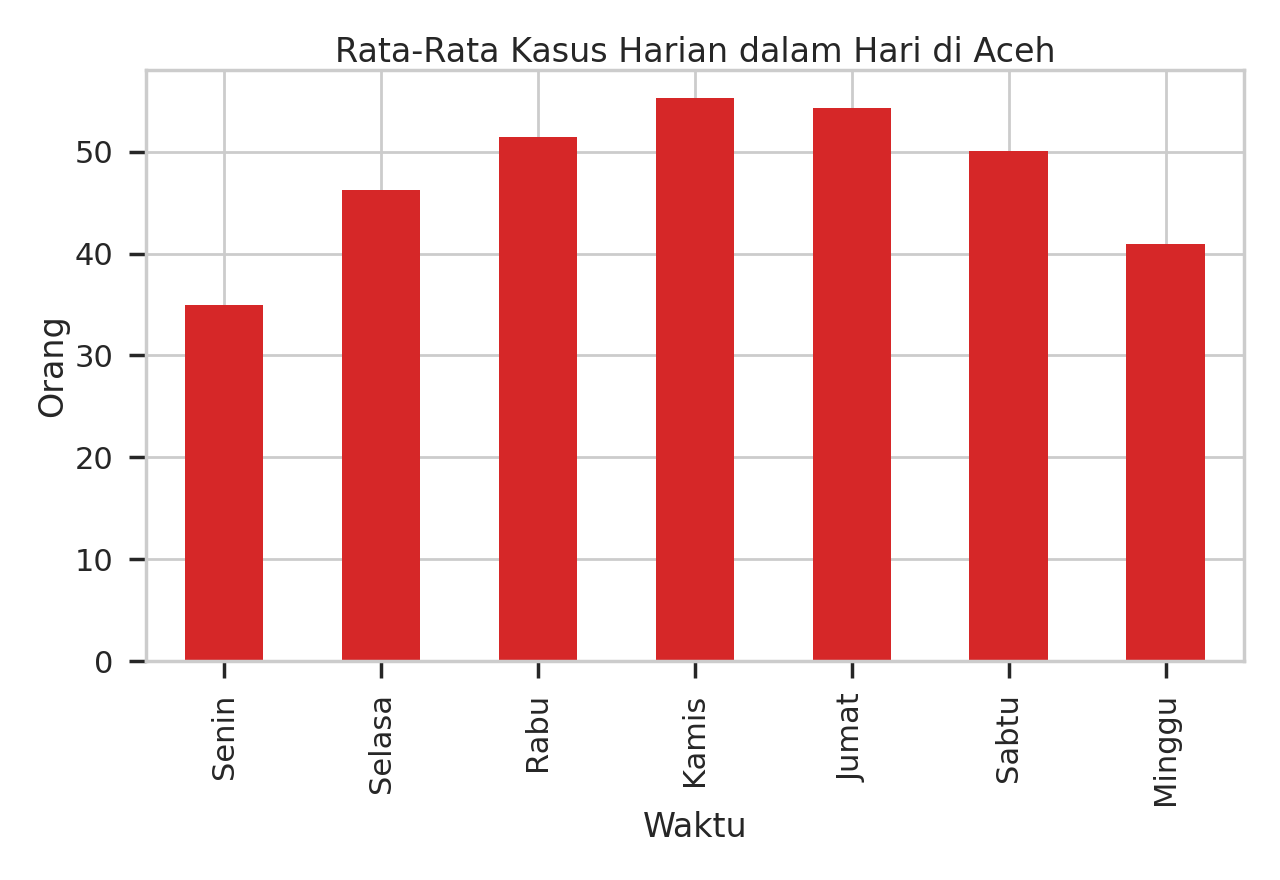 Rata-Rata Kasus Harian dalam Hari di Aceh
Orang
50
40
30
20
10
0
Senin
Selasa
Rabu
Kamis
Jumat
Sabtu
Minggu
Waktu